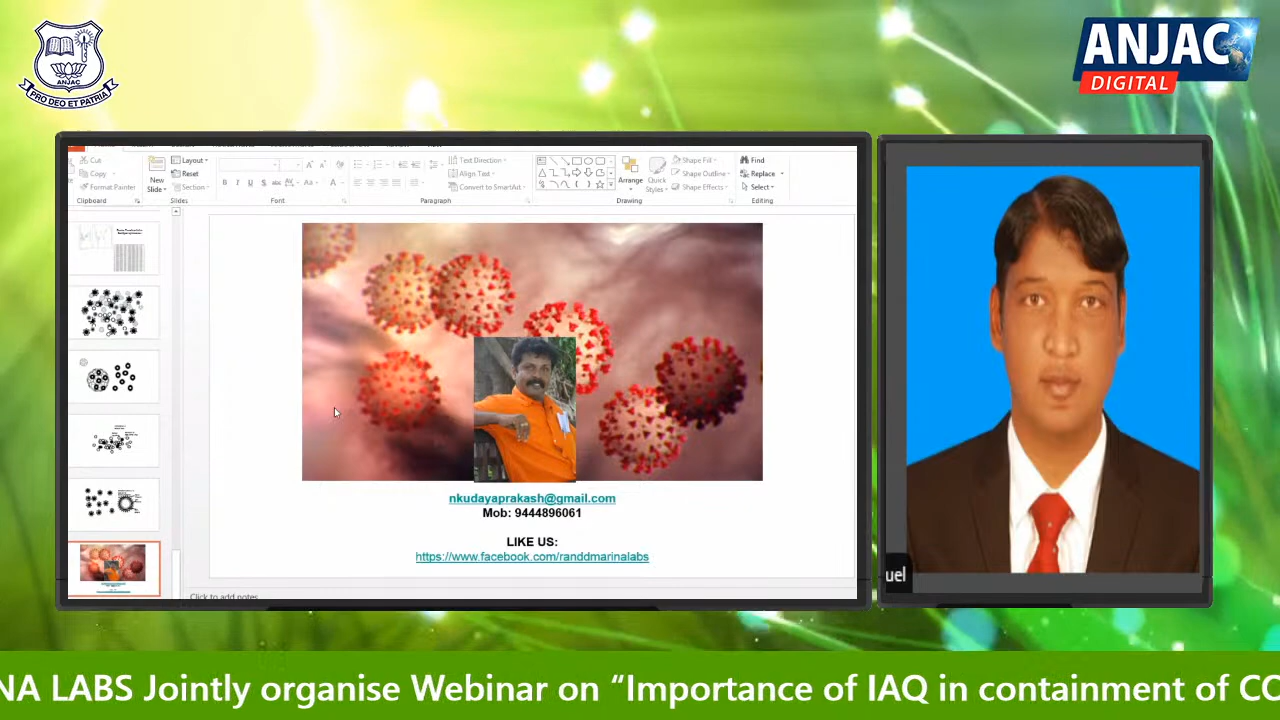 ANJAC
PRO DEO ET PATRIA
ANJAC
DIGITAL
Cut
Copy
Format Painter
Clipboard
New
Slide
Layout
Reset
Section
Slides
Font
Text Direction
Align Text
Convert to SmartArt
Paragraph
Arrange
Quick
Styles
Shape Fill
Shape Outline
Shape Effects
Drawing
Find
Replace
Select
Editing
nkudayaprakash@gmail.com
Mob: 9444896061
LIKE US:
https://www.facebook.com/randdmarinalabs
Click to add notes
uel
NA LABS Jointly organise Webinar on “Importance of IAQ in containment of CO